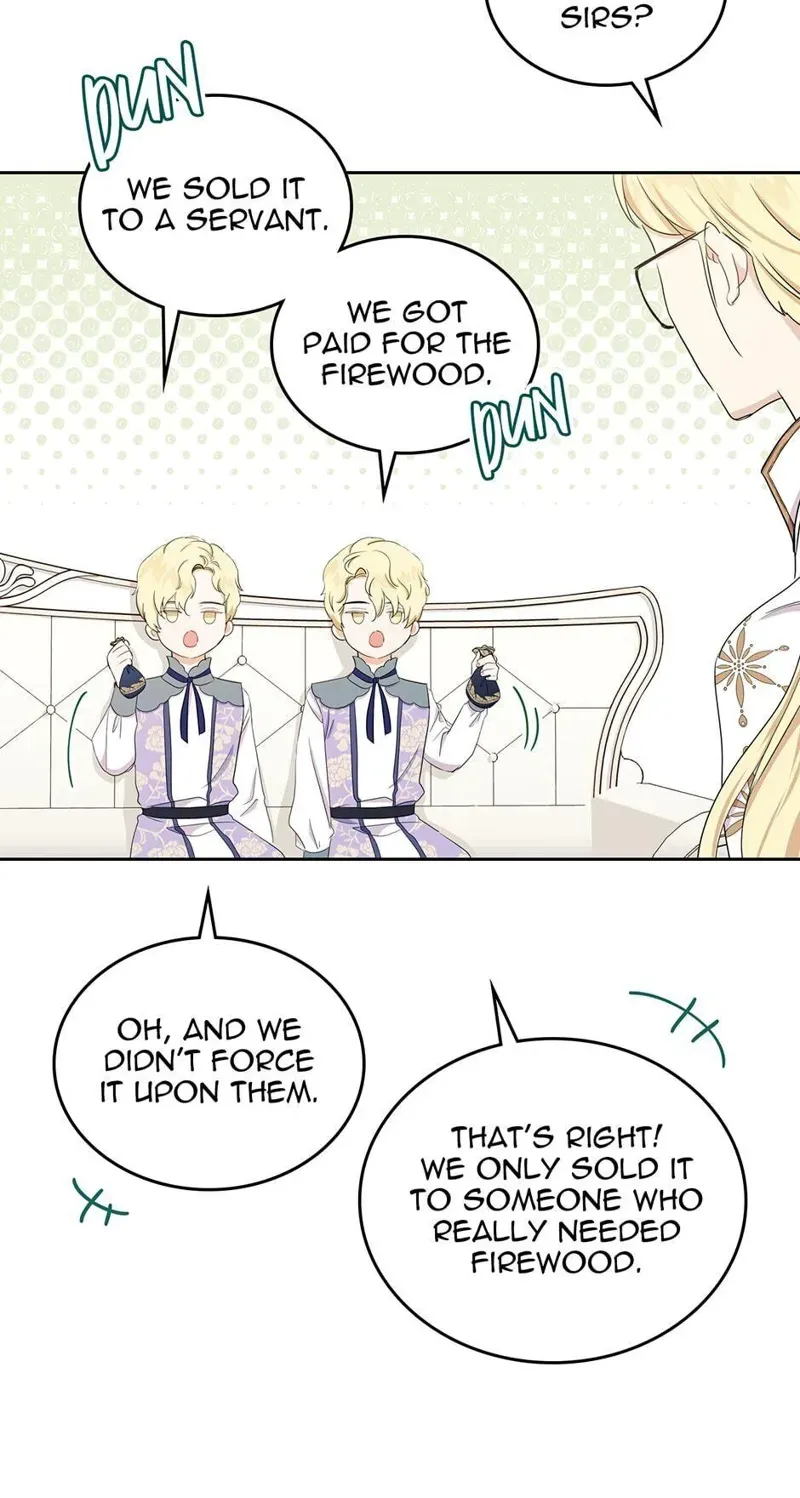 SIRS?
DUN
WE SOLD IT
TO A SERVANT.
WE GOT
PAID FOR THE
FIREWOOD.
DUN
OH, AND WE
DIDN'T FORCE
IT UPON THEM.
THAT'S RIGHT!
WE ONLY SOLD IT
TO SOMEONE WHO
REALLY NEEDED
FIREWOOD.